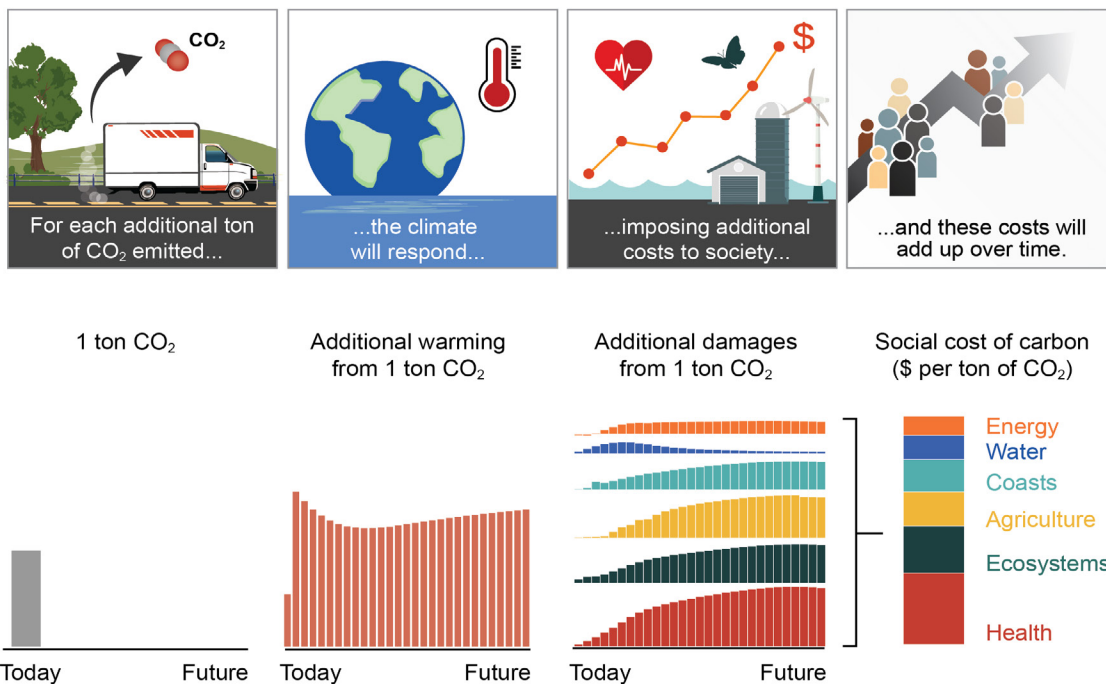 CO₂
For each additional ton
of CO₂ emitted...
...the climate
will respond...
$
...imposing additional
costs to society...
...and these costs will
add up over time.
1 ton CO₂
Additional warming
from 1 ton CO₂
Additional damages
from 1 ton CO₂
Social cost of carbon
($ per ton of CO₂)
Energy
Water
Coasts
Agriculture
Ecosystems
Health
Today
Future
Today
Future
Today
Future